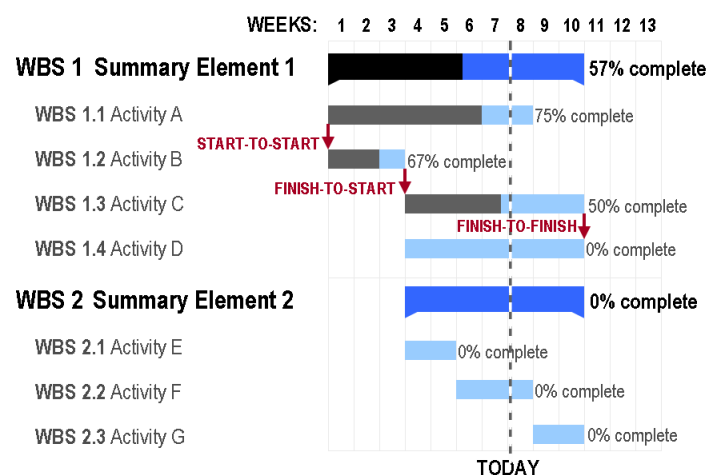 WEEKS: 1 2 3 4 5 6 7 8 9 10 11 12 13
WBS 1 Summary Element 1 57% complete
WBS 1.1 Activity A 75% complete
START-TO-START
WBS 1.2 Activity B 67% complete
FINISH-TO-START
WBS 1.3 Activity C 50% complete
FINISH-TO-FINISH
WBS 1.4 Activity D 0% complete
WBS 2 Summary Element 2 0% complete
WBS 2.1 Activity E 0% complete
WBS 2.2 Activity F 0% complete
WBS 2.3 Activity G 0% complete
TODAY